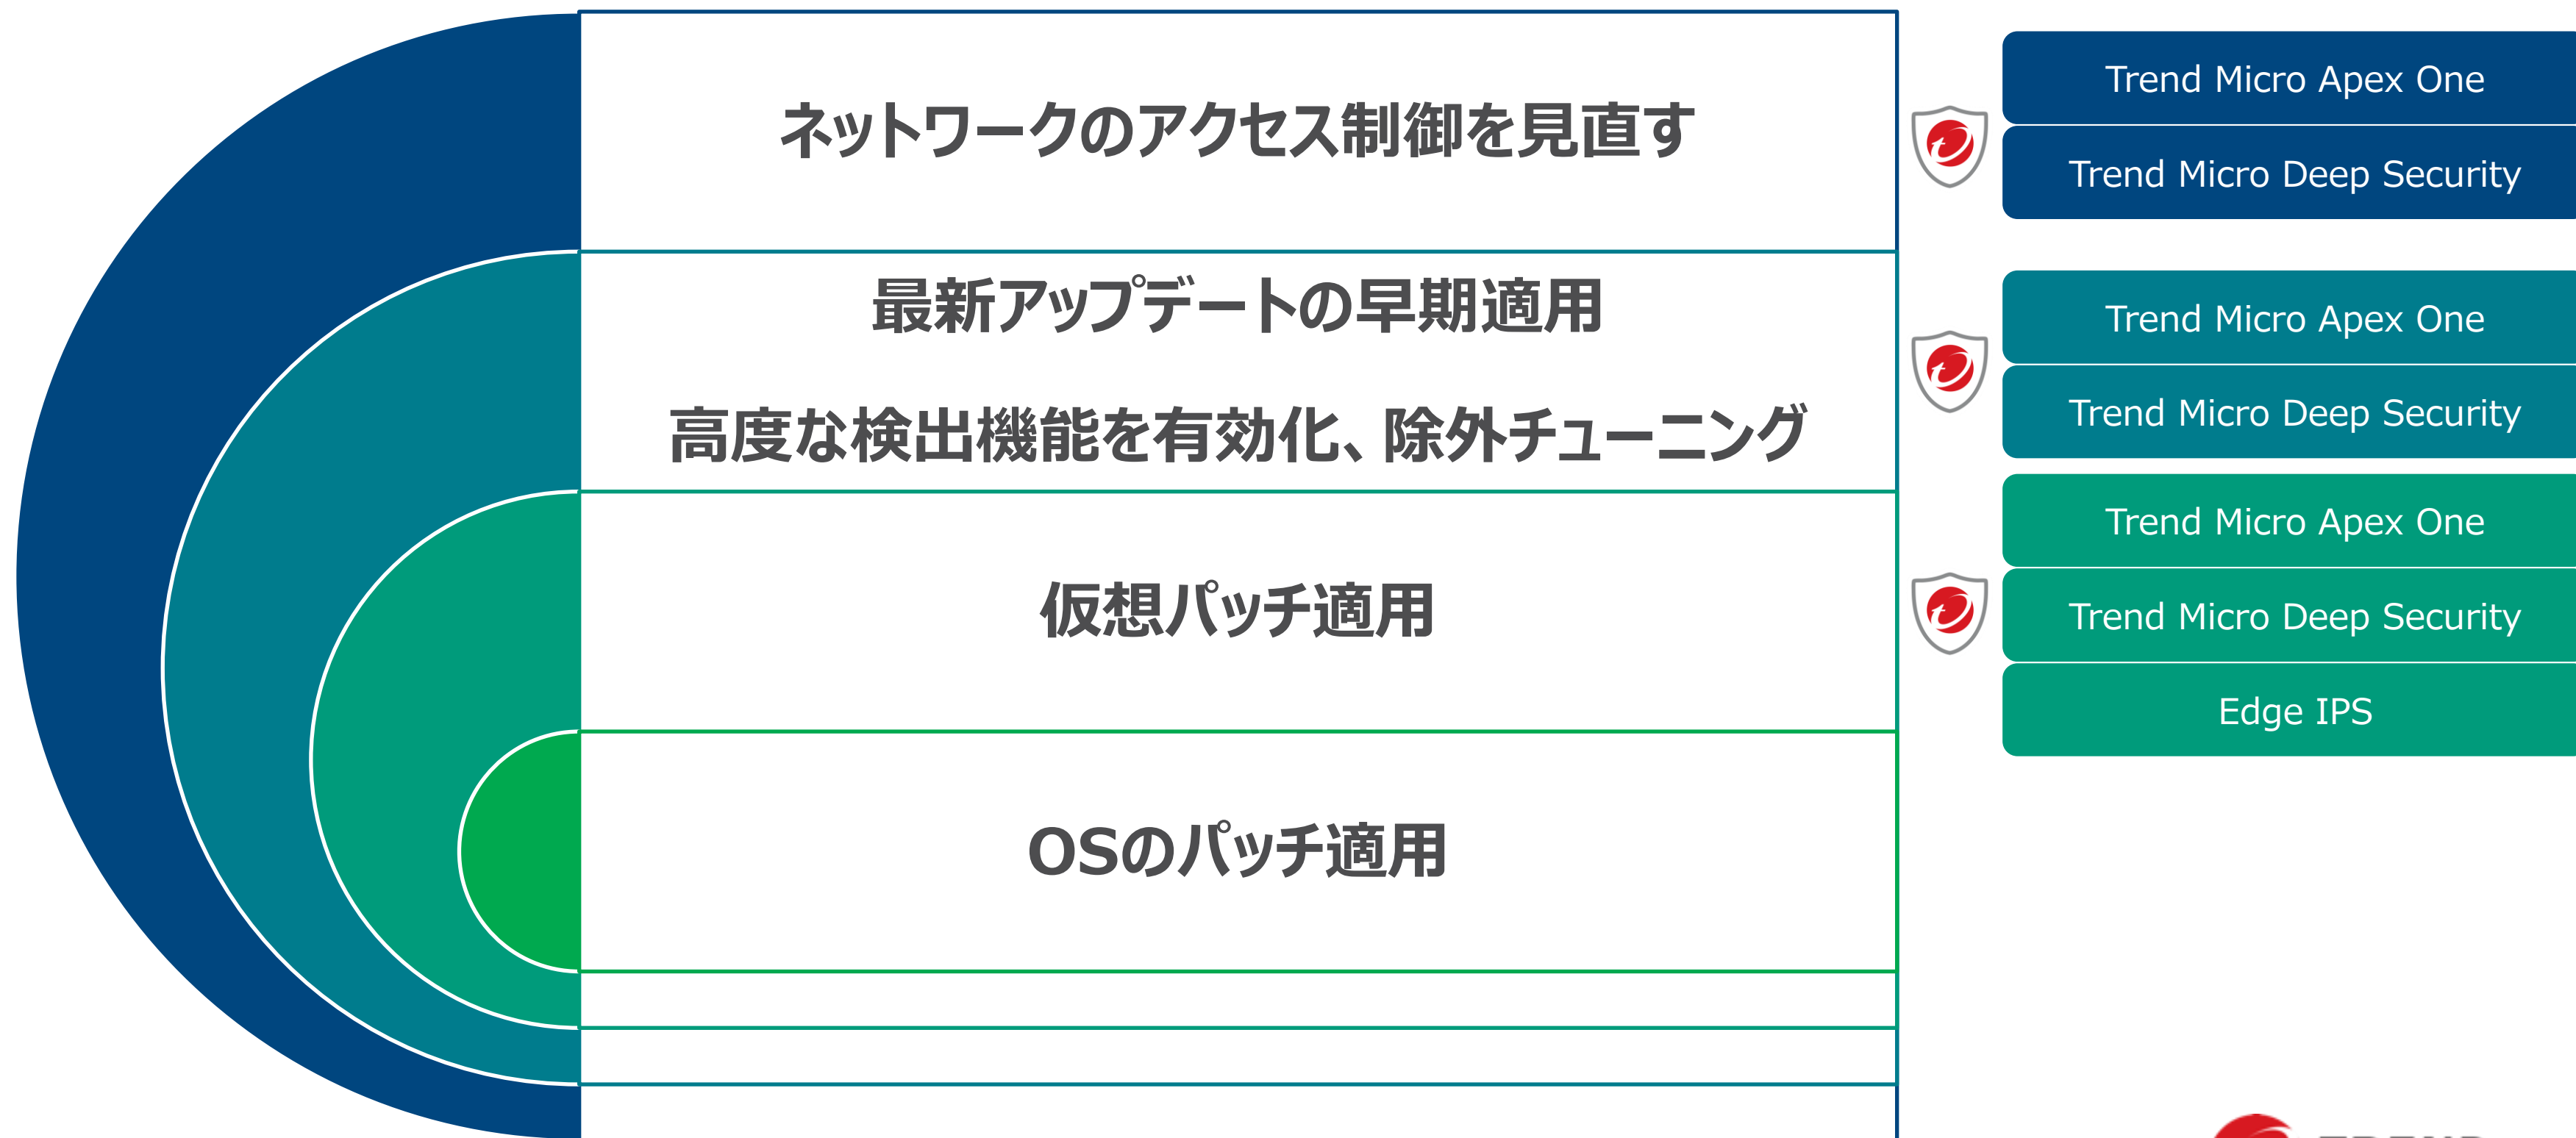 ネットワークのアクセス制御を見直す
Trend Micro Apex One
Trend Micro Deep Security
最新アップデートの早期適用
高度な検出機能を有効化、除外チューニング
Trend Micro Apex One
Trend Micro Deep Security
仮想パッチ適用
Trend Micro Apex One
Trend Micro Deep Security
Edge IPS
OSのパッチ適用